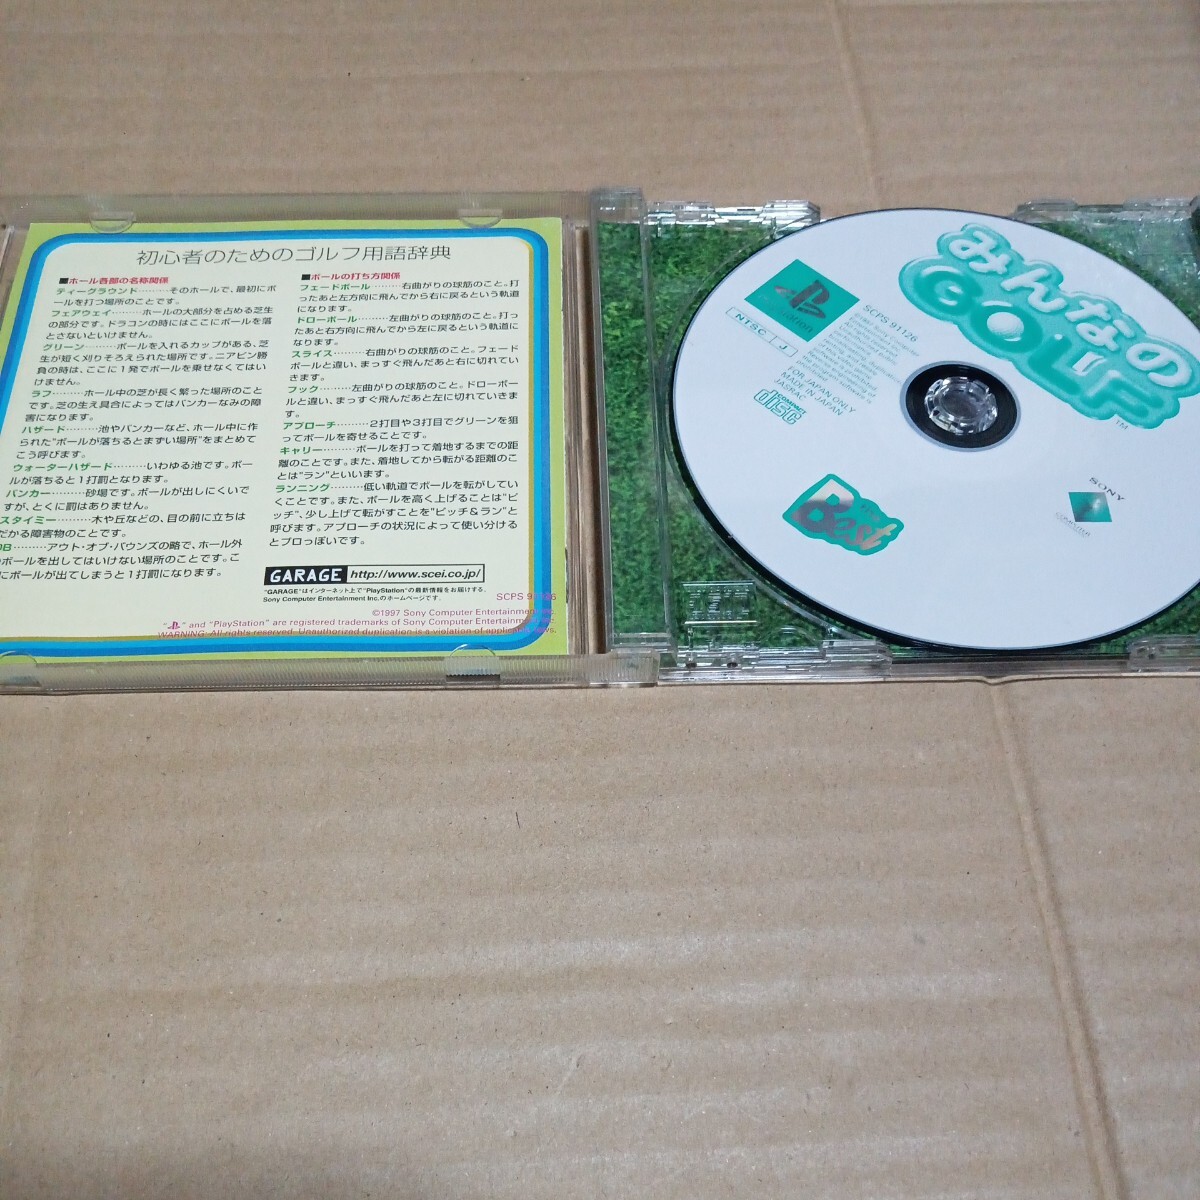 初心者のためのゴルフ用語辞典
■ホール各部の名称関係
ティーグラウンド………そのホールで、最初にボ
ールを打つ場所のことです。
フェアウェイ………ホールの大部分を占める芝生
の部分です。ドラコンの時にはここにボールを落
とさないといけません。
グリーン………ボールを入れるカップがある、芝
生が短く刈りそろえられた場所です。ニアピン勝
負の時は、ここに1発でボールを乗せなくてはい
けません。
ラフ………ホール中の芝が長く繁った場所のこと
です。芝の生え具合によってはバンカーなみの障
害になります。
ハザード………池やバンカーなど、ホール中に作
られた"ボールが落ちるとまずい場所"をまとめて
こう呼びます。
ウォーターハザード………いわゆる池です。ボー
ルが落ちると1打罰となります。
バンカー………砂場です。ボールが出しにくいで
すが、とくに罰はありません。
スタイミー………木や丘などの、目の前に立ちは
だかる障害物のことです。
OB………アウト・オブ・バウンズの略で、ホール外
のボールを出してはいけない場所のことです。こ
にボールが出てしまうと1打罰になります。
■ボールの打ち方関係
フェードボール………右曲がりの球筋のこと。打
ったあと左方向に飛んでから右に戻るという軌道
になります。
ドローボール………左曲がりの球筋のこと。打っ
たあと右方向に飛んでから左に戻るという軌道に
なります。
スライス………右曲がりの球筋のこと。フェード
ボールと違い、まっすぐ飛んだあと右に切れてい
きます。
フック………左曲がりの球筋のこと。ドローボー
ルと違い、まっすぐ飛んだあと左に切れていきま
す。
アプローチ………2打目や3打目でグリーンを狙
ってボールを寄せることです。
キャリー………ボールを打って着地するまでの距
離のことです。また、着地してから転がる距離のこ
とは"ラン"といいます。
ランニング………低い軌道でボールを転がしてい
くことです。また、ボールを高く上げることは"ピ
ッチ"、少し上げて転がすことを"ピッチ&ラン"と
呼びます。アプローチの状況によって使い分ける
とプロっぽいです。
GARAGE http://www.scei.co.jp/
"GARAGE"はインターネット上で"PlayStation"の最新情報をお届けする、
Sony Computer Entertainment Inc.のホームページです。
SCPS 91126
©1997 Sony Computer Entertainment Inc.
" " and "PlayStation" are registered trademarks of Sony Computer Entertainment Inc.
WARNING: All rights reserved. Unauthorized duplication is a violation of applicable laws.
みんなの
GOLF
TM
Japan
NTSC J
SCPS 91126
©1997 Sony Computer
FOR JAPAN ONLY
MADE IN JAPAN
JASRAC
COMPACT
disc
the
Best
SONY
COMPUTER